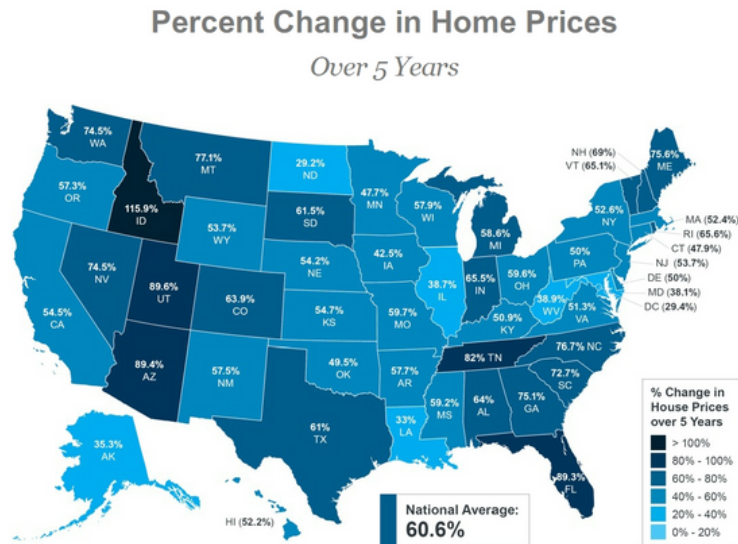 Percent Change in Home Prices
Over 5 Years
74.5%
WA
57.3%
OR
115.9%
ID
77.1%
MT
29.2%
ND
47.7%
MN
57.9%
WI
58.6%
MI
NH (69%)
VT (65.1%)
75.6%
ME
52.6%
NY
MA (52.4%)
RI (65.6%)
CT (47.9%)
NJ (53.7%)
DE (50%)
MD (38.1%)
DC (29.4%)
53.7%
WY
61.5%
SD
54.2%
NE
42.5%
IA
38.7%
IL
65.5%
IN
59.6%
OH
50%
PA
38.9%
WV
51.3%
VA
54.5%
CA
74.5%
NV
89.6%
UT
63.9%
CO
54.7%
KS
59.7%
MO
50.9%
KY
76.7% NC
82% TN
72.7%
SC
89.4%
AZ
57.5%
NM
49.5%
OK
57.7%
AR
59.2%
MS
64%
AL
75.1%
GA
61%
TX
33%
LA
89.3%
FL
35.3%
AK
HI (52.2%)
National Average:
60.6%
% Change in
House Prices
over 5 Years
> 100%
80% - 100%
60% - 80%
40% - 60%
20% - 40%
0% - 20%